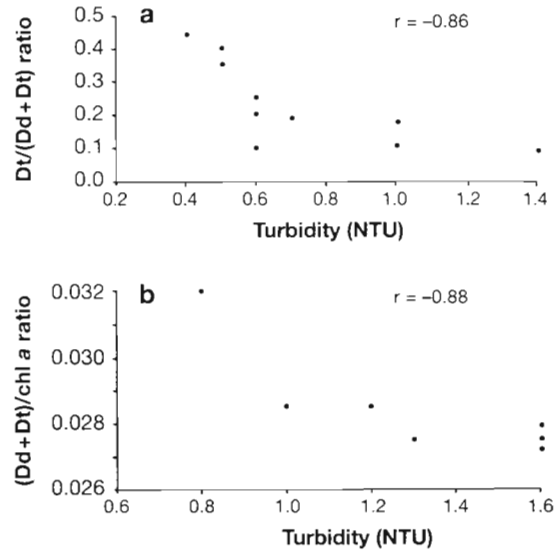 a
r = –0.86
Dt/(Dd+Dt) ratio
0.5
0.4
0.3
0.2
0.1
0.0
0.2 0.4 0.6 0.8 1.0 1.2 1.4
Turbidity (NTU)
b
r = –0.88
(Dd+Dt)/chl a ratio
0.032
0.030
0.028
0.026
0.6 0.8 1.0 1.2 1.4 1.6
Turbidity (NTU)